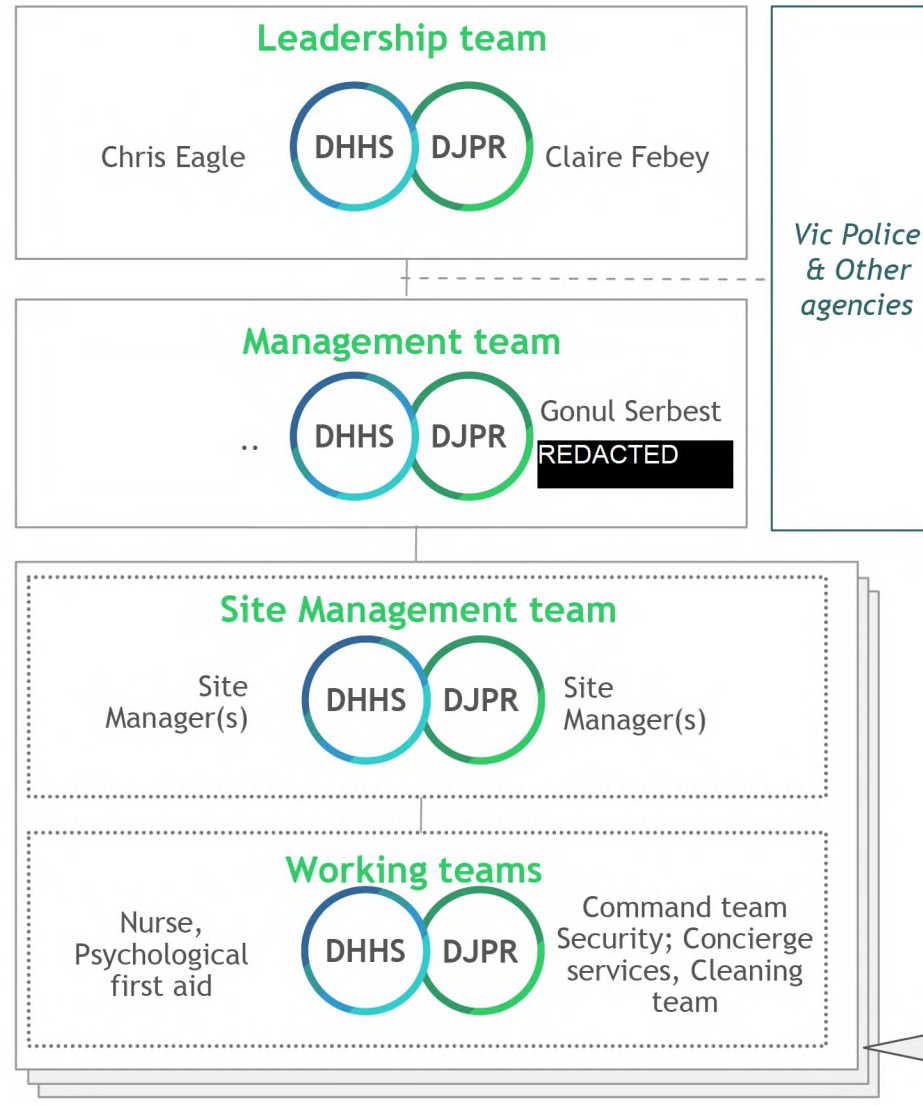 Leadership team
Chris Eagle
DHHS
DJPR
Claire Febey
Vic Police
& Other
agencies
Management team
..
DHHS
DJPR
Gonul Serbest
REDACTED
Site Management team
Site
Manager(s)
DHHS
DJPR
Site
Manager(s)
Working teams
Nurse,
Psychological
first aid
DHHS
DJPR
Command team
Security; Concierge
services, Cleaning
team